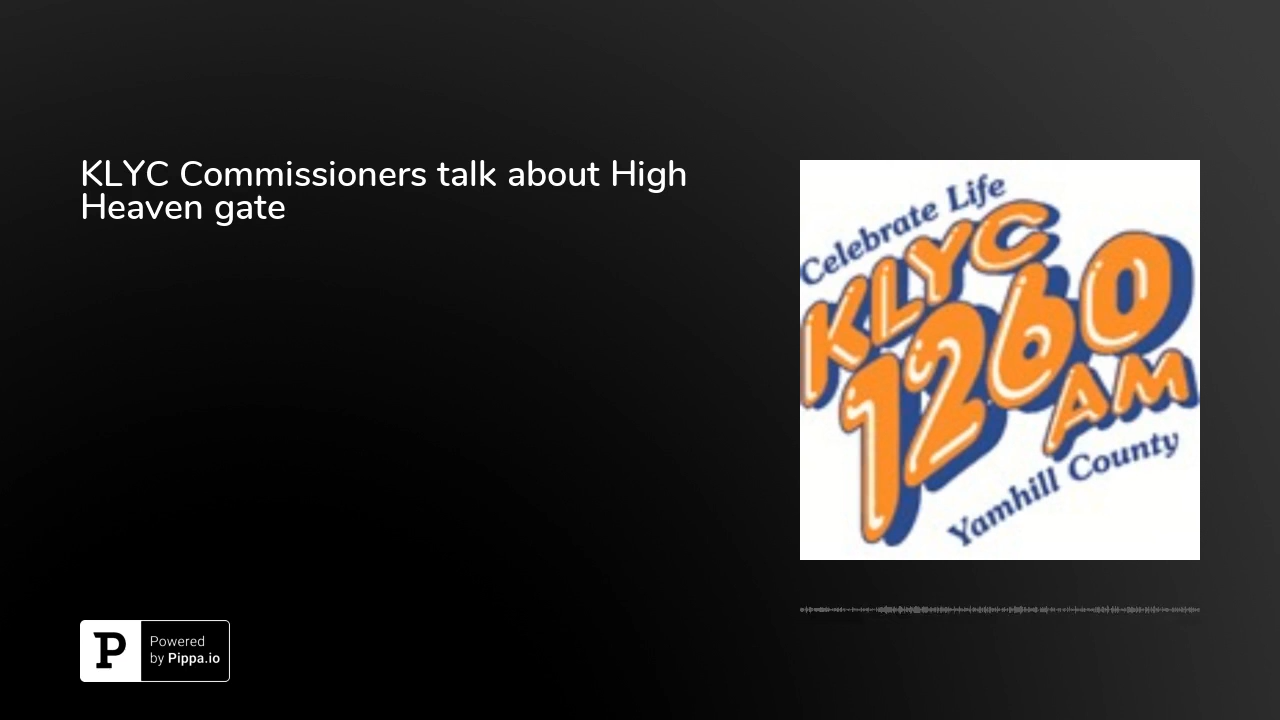 KLYC Commissioners talk about High
Heaven gate
Celebrate Life
KLYC
1260
AM
Yamhill County
P
Powered
by Pippa.io